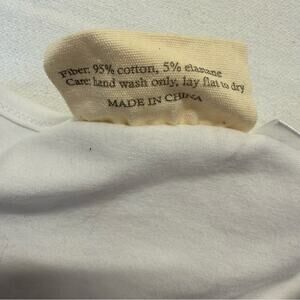 Fiber: 95% cotton, 5% elastane
Care: hand wash only, lay flat to dry
MADE IN CHINA